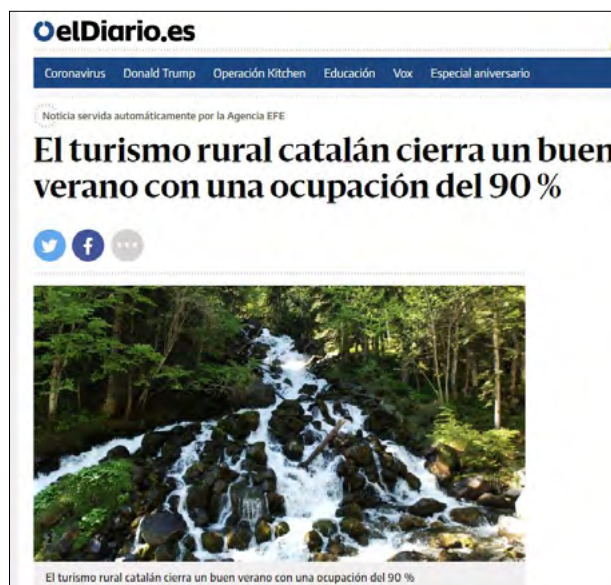 elDiario.es
Coronavirus Donald Trump Operación Kitchen Educación Vox Especial aniversario
Noticia servida automáticamente por la Agencia EFE
El turismo rural catalán cierra un buen
verano con una ocupación del 90 %
El turismo rural catalán cierra un buen verano con una ocupación del 90 %